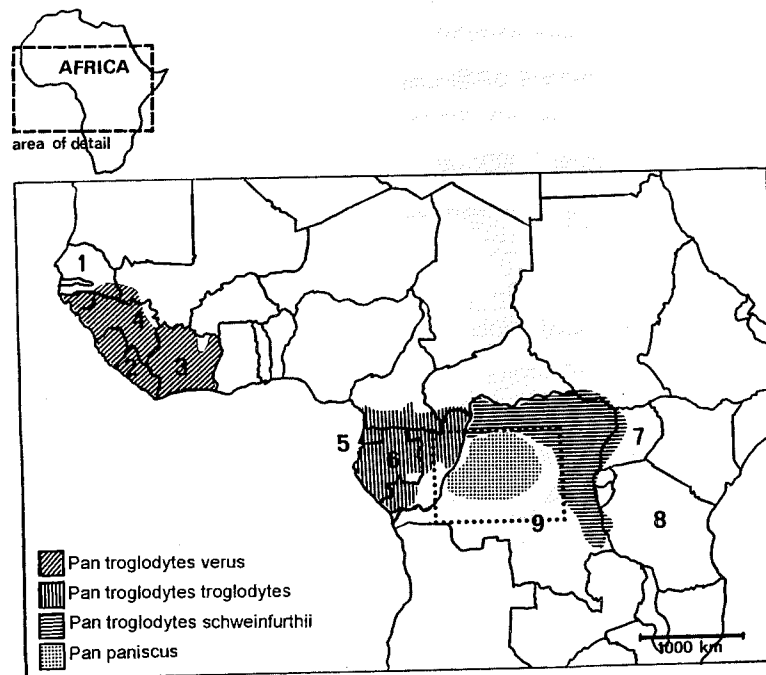 AFRICA
area of detail
1
4
2
3
5
6
7
9
8
Pan troglodytes verus
Pan troglodytes troglodytes
Pan troglodytes schweinfurthii
Pan paniscus
1000 km